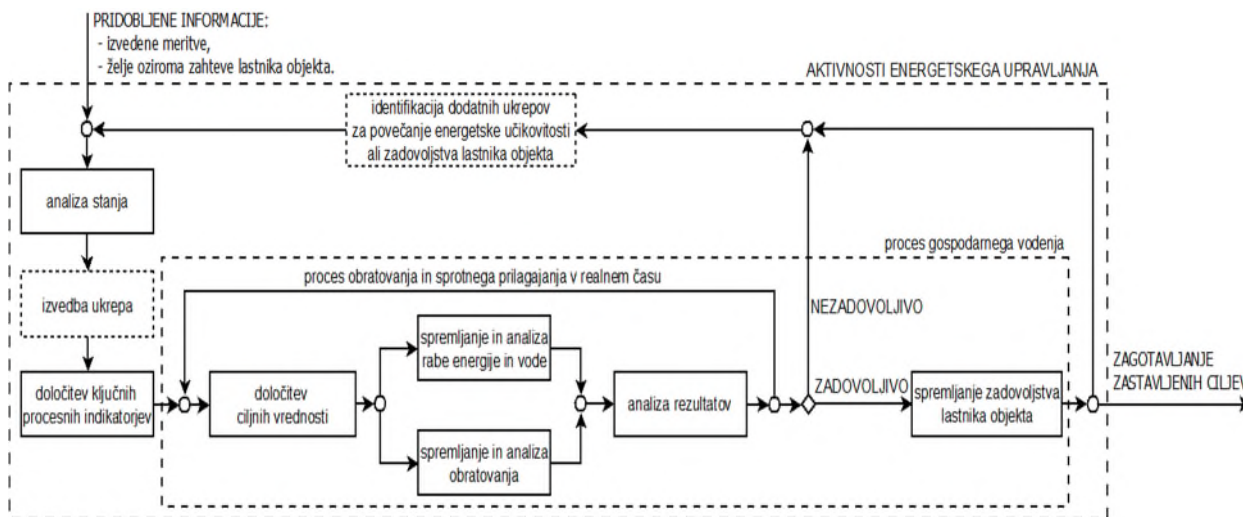 PRIDOBLJENE INFORMACIJE:
- izvedene meritve,
- želje oziroma zahteve lastnika objekta.
AKTIVNOSTI ENERGETSKEGA UPRAVLJANJA
identifikacija dodatnih ukrepov
za povečanje energetske učikovitosti
ali zadovoljstva lastnika objekta
analiza stanja
proces gospodarnega vodenja
proces obratovanja in sprotnega prilagajanja v realnem času
izvedba ukrepa
NEZADOVOLJIVO
spremljanje in analiza
rabe energije in vode
ZAGOTAVLJANJE
ZASTAVLJENIH CILJEV
določitev ključnih
procesnih indikatorjev
določitev
ciljnih vrednosti
analiza rezultatov
ZADOVOLJIVO
spremljanje zadovoljstva
lastnika objekta
spremljanje in analiza
obratovanja